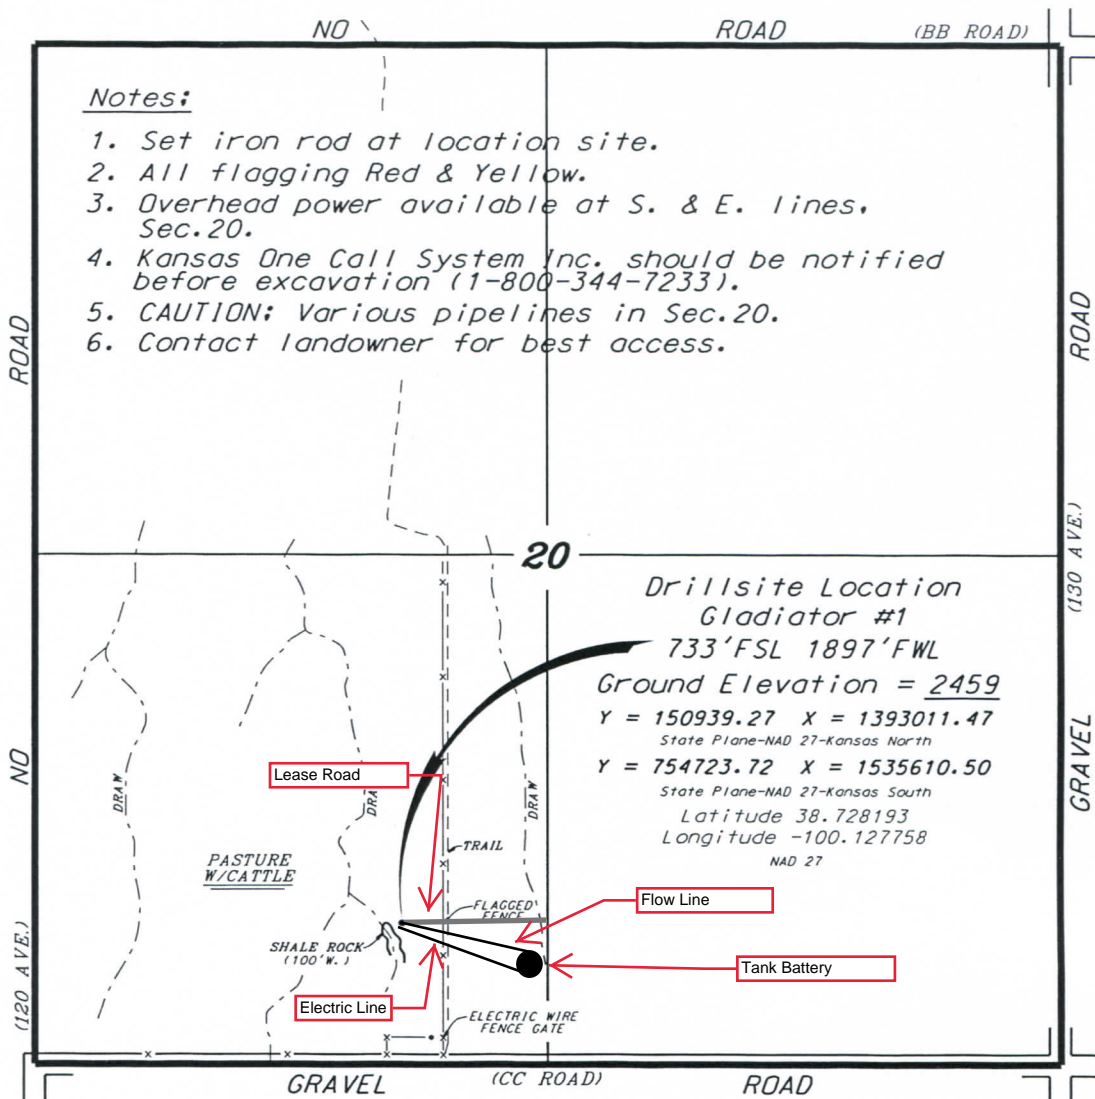 NO ROAD (BB ROAD)
Notes:
1. Set iron rod at location site.
2. All flagging Red & Yellow.
3. Overhead power available at S. & E. lines,
Sec.20.
4. Kansas One Call System Inc. should be notified
before excavation (1-800-344-7233).
5. CAUTION: Various pipelines in Sec.20.
6. Contact landowner for best access.
ROAD
ROAD
20
(130 AVE.)
Drillsite Location
Gladiator #1
733'FSL 1897'FWL
Ground Elevation = 2459
Y = 150939.27 X = 1393011.47
State Plane-NAD 27-Kansas North
Y = 754723.72 X = 1535610.50
State Plane-NAD 27-Kansas South
Latitude 38.728193
Longitude -100.127758
NAD 27
NO
GRAVEL
Lease Road
DRAW
DRA
DRAW
TRAIL
PASTURE
W/CATTLE
Flow Line
FLAGGED
FENCE
SHALE ROCK
(100'W.)
Tank Battery
(120 AVE.)
Electric Line
ELECTRIC WIRE
FENCE GATE
GRAVEL (CC ROAD) ROAD